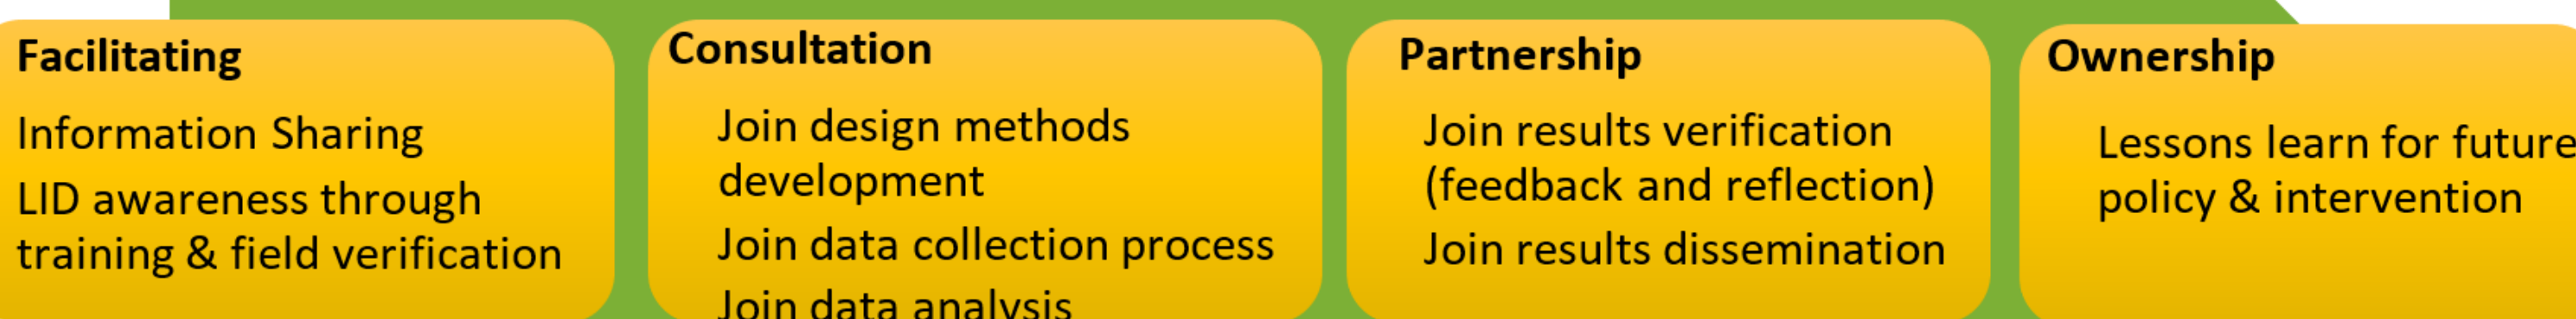 Facilitating
Information Sharing
LID awareness through
training & field verification
Consultation
Join design methods
development
Join data collection process
Join data analysis
Partnership
Join results verification
(feedback and reflection)
Join results dissemination
Ownership
Lessons learn for future
policy & intervention